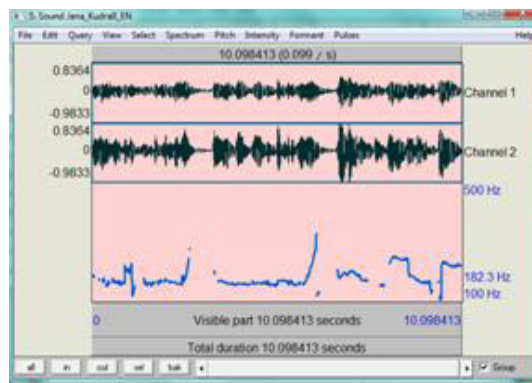 5. Sound Jana_Kudrall_EN
File Edit Query View Select Spectrum Pitch Intensity Formant Pulses Help
10.098413 (0.099 / s)
0.8364
0
-0.9833
Channel 1
0.8364
0
-0.9833
Channel 2
500 Hz
182.3 Hz
100 Hz
0 Visible part 10.098413 seconds 10.098413
Total duration 10.098413 seconds
all in out sel bak Group